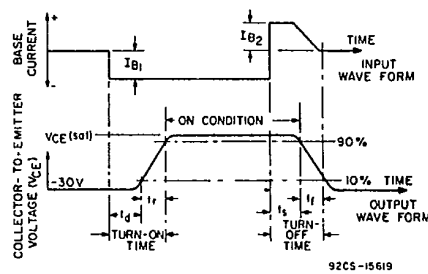 BASE
CURRENT
+
-
IB1
IB2
TIME
INPUT
WAVE FORM
COLLECTOR-TO-EMITTER
VOLTAGE (VCE)
VCE(sat)
-30V
ON CONDITION
90%
10% TIME
OUTPUT
WAVE FORM
td
tr
ts
tf
TURN-ON
TIME
TURN-
OFF
TIME
92CS-15619